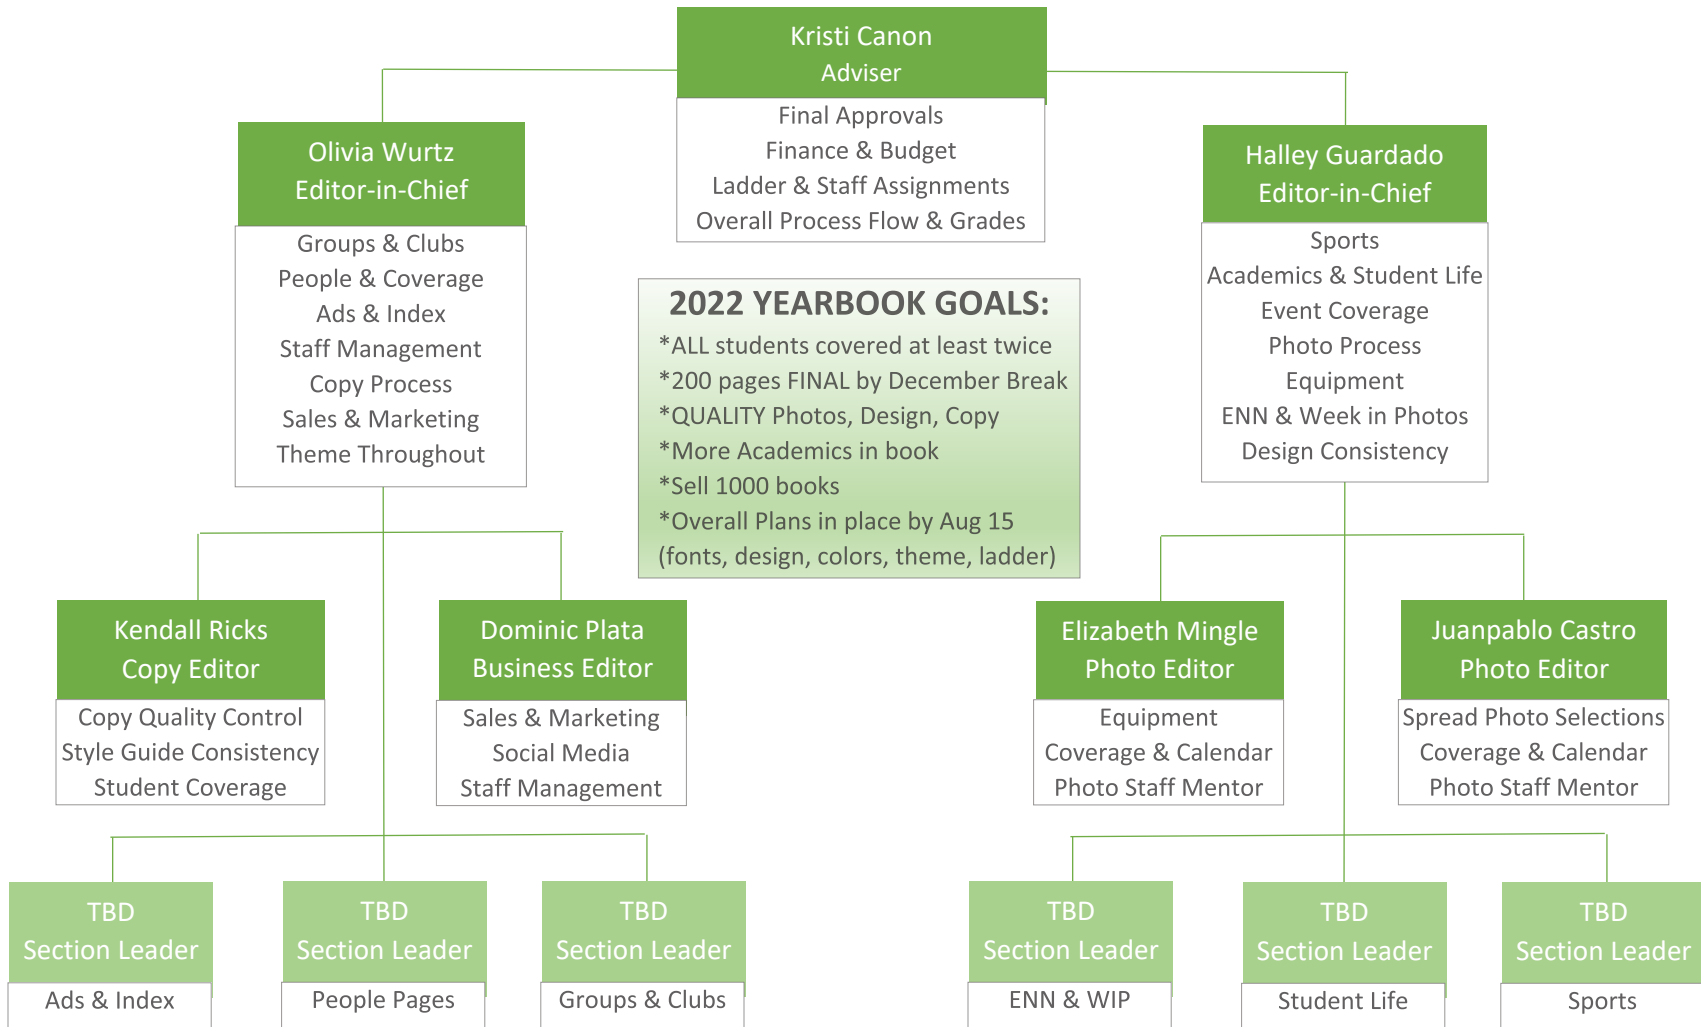 Kristi Canon
Adviser
Final Approvals
Finance & Budget
Ladder & Staff Assignments
Overall Process Flow & Grades
Olivia Wurtz
Editor-in-Chief
Groups & Clubs
People & Coverage
Ads & Index
Staff Management
Copy Process
Sales & Marketing
Theme Throughout
Halley Guardado
Editor-in-Chief
Sports
Academics & Student Life
Event Coverage
Photo Process
Equipment
ENN & Week in Photos
Design Consistency
2022 YEARBOOK GOALS:
*ALL students covered at least twice
*200 pages FINAL by December Break
*QUALITY Photos, Design, Copy
*More Academics in book
*Sell 1000 books
*Overall Plans in place by Aug 15
(fonts, design, colors, theme, ladder)
Kendall Ricks
Copy Editor
Copy Quality Control
Style Guide Consistency
Student Coverage
Dominic Plata
Business Editor
Sales & Marketing
Social Media
Staff Management
Elizabeth Mingle
Photo Editor
Equipment
Coverage & Calendar
Photo Staff Mentor
Juanpablo Castro
Photo Editor
Spread Photo Selections
Coverage & Calendar
Photo Staff Mentor
TBD
Section Leader
Ads & Index
TBD
Section Leader
People Pages
TBD
Section Leader
Groups & Clubs
TBD
Section Leader
ENN & WIP
TBD
Section Leader
Student Life
TBD
Section Leader
Sports